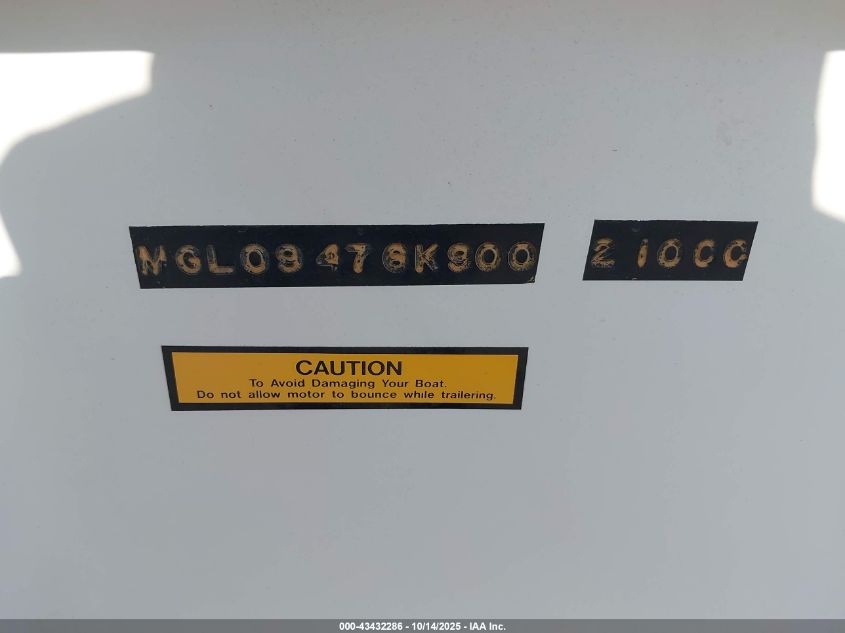 MGL09478K900 210CC
CAUTION
To Avoid Damaging Your Boat.
Do not allow motor to bounce while trailering.
000-43432286 - 10/14/2025 - IAA Inc.